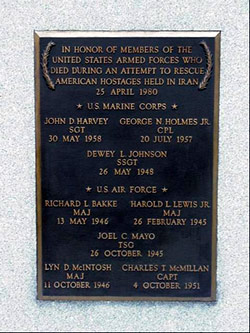 IN HONOR OF MEMBERS OF THE
UNITED STATES ARMED FORCES WHO
DIED DURING AN ATTEMPT TO RESCUE
AMERICAN HOSTAGES HELD IN IRAN
25 APRIL 1980
★ U.S. MARINE CORPS ★
JOHN D. HARVEY GEORGE N. HOLMES JR.
SGT CPL
30 MAY 1958 20 JULY 1957
DEWEY L. JOHNSON
SSGT
26 MAY 1948
★ U.S. AIR FORCE ★
RICHARD L. BAKKE HAROLD L. LEWIS JR.
MAJ MAJ
13 MAY 1946 26 FEBRUARY 1945
JOEL C. MAYO
TSG
26 OCTOBER 1945
LYN D. McINTOSH CHARLES T. McMILLAN
MAJ CAPT
11 OCTOBER 1946 4 OCTOBER 1951